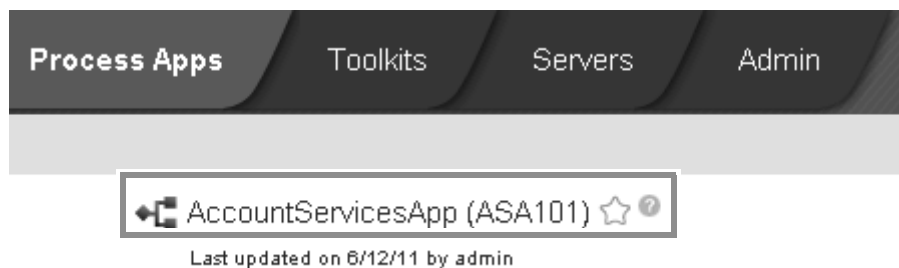 Process Apps Toolkits Servers Admin
AccountServicesApp (ASA101) ?
Last updated on 6/12/11 by admin